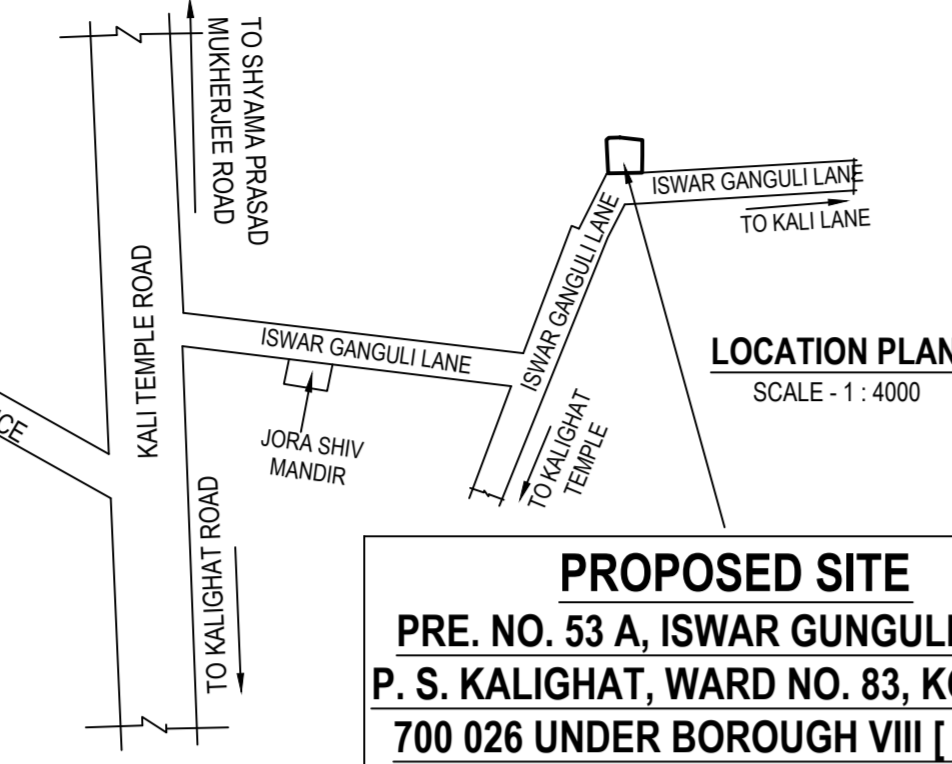 TO SHYAMA PRASAD
MUKHERJEE ROAD
KALI TEMPLE ROAD
ISWAR GANGULI LANE
JORA SHIV
MANDIR
ISWAR GANGULI LANE
ISWAR GANGULI LANE
TO KALI LANE
TO KALIGHAT
TEMPLE
TO KALIGHAT ROAD
LOCATION PLAN
SCALE - 1 : 4000
PROPOSED SITE
PRE. NO. 53 A, ISWAR GUNGULI
P. S. KALIGHAT, WARD NO. 83,
700 026 UNDER BOROUGH VIII [